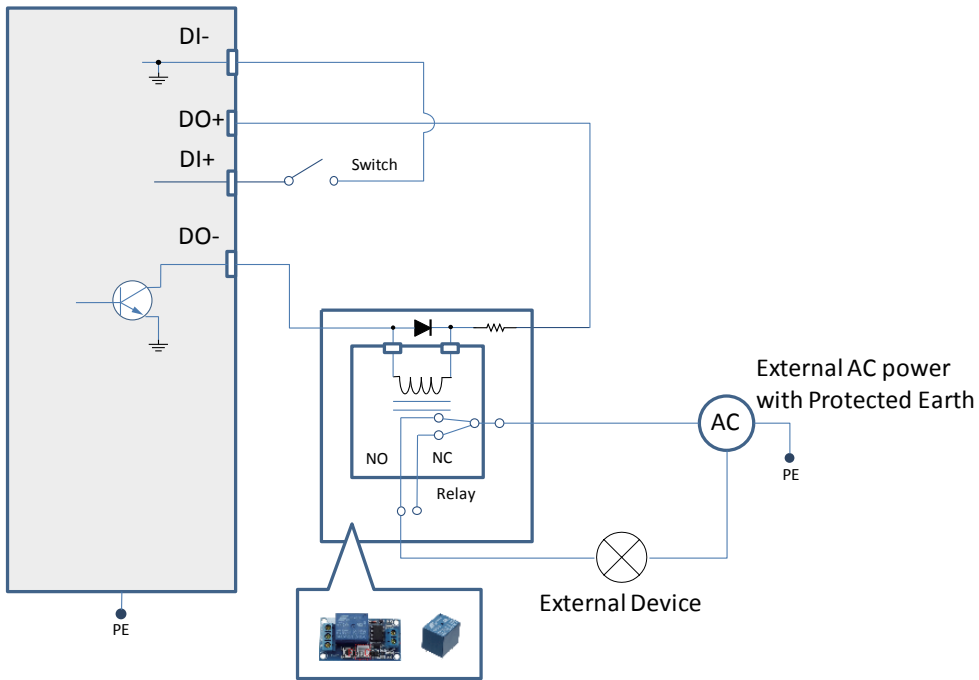 DI-
DO+
DI+
Switch
DO-
External AC power
with Protected Earth
AC
NO
NC
PE
Relay
External Device
PE